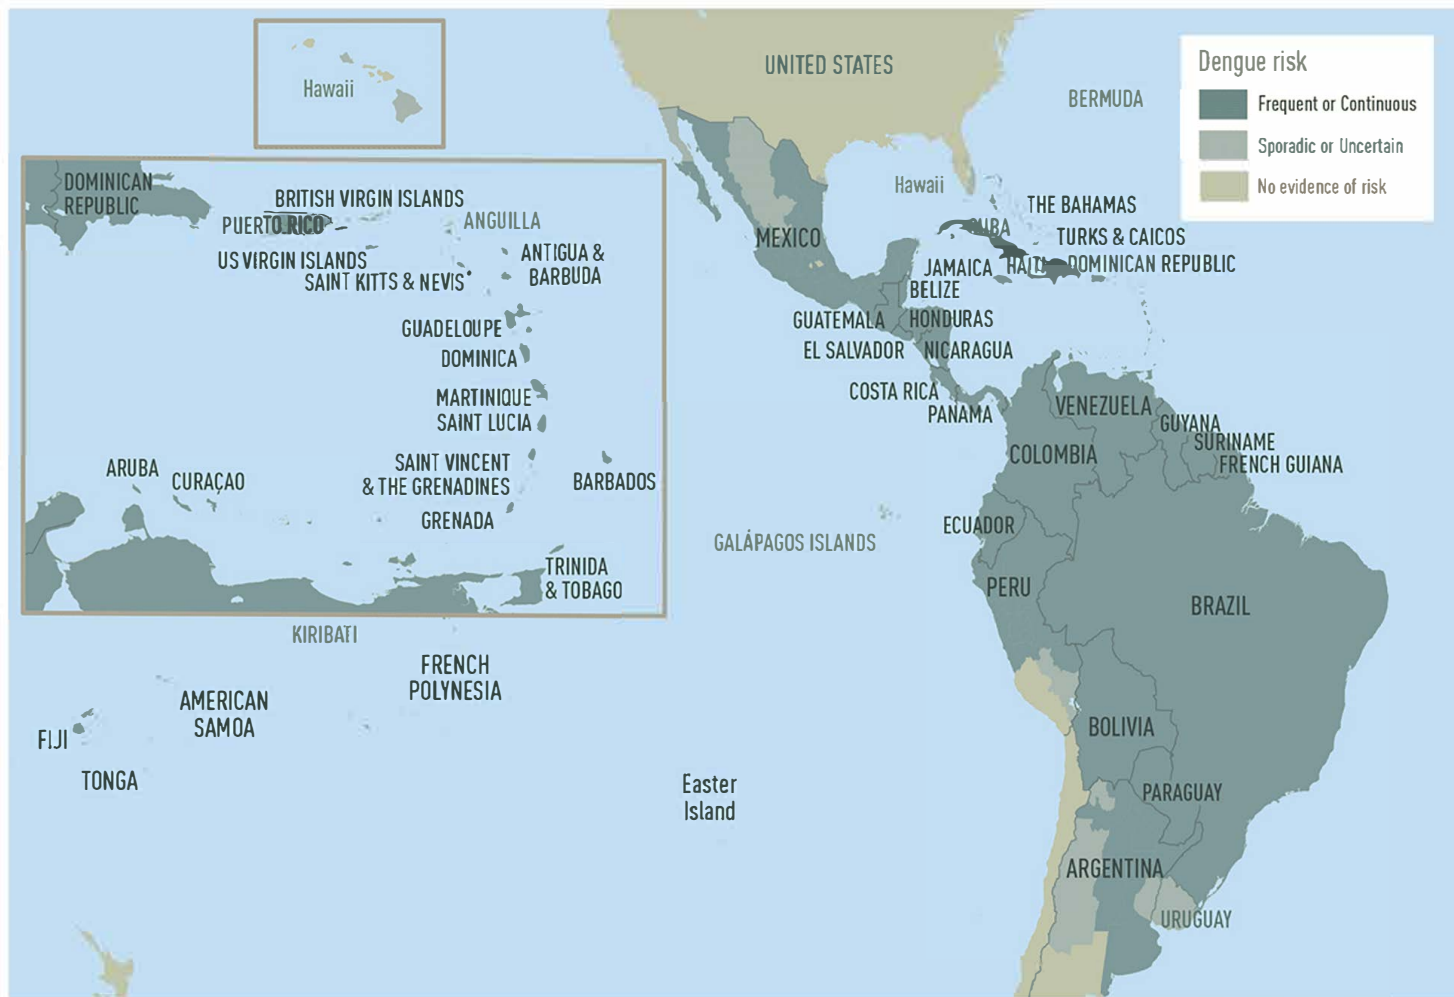 UNITED STATES
BERMUDA
Dengue risk
Frequent or Continuous
Sporadic or Uncertain
No evidence of risk
Hawaii
DOMINICAN
REPUBLIC
BRITISH VIRGIN ISLANDS
PUERTO RICO
ANGUILLA
US VIRGIN ISLANDS
SAINT KITTS & NEVIS
ANTIGUA &
BARBUDA
GUADELOUPE
DOMINICA
MARTINIQUE
SAINT LUCIA
SAINT VINCENT
& THE GRENADINES
BARBADOS
GRENADA
ARUBA
CURAÇAO
TRINIDA
& TOBAGO
Hawaii
THE BAHAMAS
CUBA
TURKS & CAICOS
MEXICO
JAMAICA
HAITI
DOMINICAN REPUBLIC
BELIZE
GUATEMALA
HONDURAS
EL SALVADOR
NICARAGUA
COSTA RICA
PANAMA
VENEZUELA
GUYANA
SURINAME
FRENCH GUIANA
COLOMBIA
ECUADOR
GALÁPAGOS ISLANDS
PERU
BRAZIL
KIRIBATI
FRENCH
POLYNESIA
AMERICAN
SAMOA
FIJI
TONGA
Easter
Island
BOLIVIA
PARAGUAY
ARGENTINA
URUGUAY